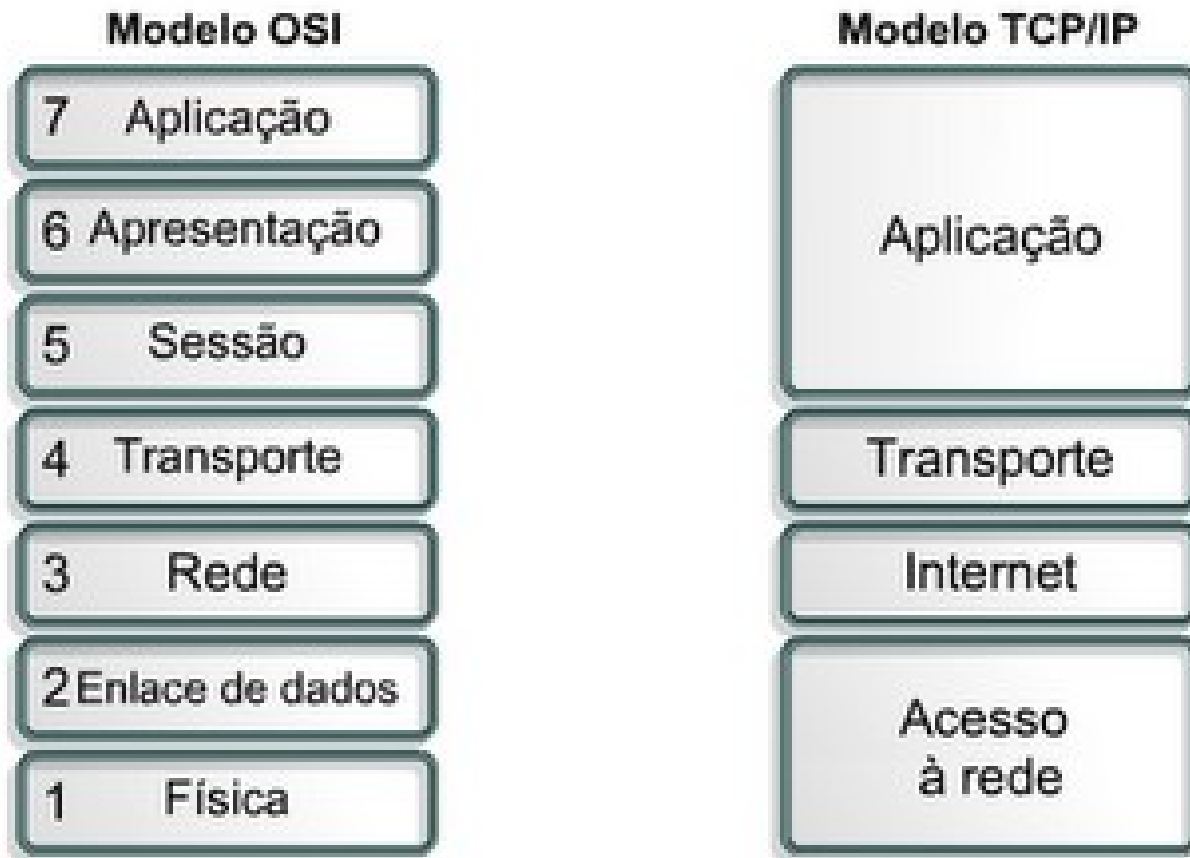 Modelo OSI
7 Aplicação
6 Apresentação
5 Sessão
4 Transporte
3 Rede
2 Enlace de dados
1 Física
Modelo TCP/IP
Aplicação
Transporte
Internet
Acesso
à rede